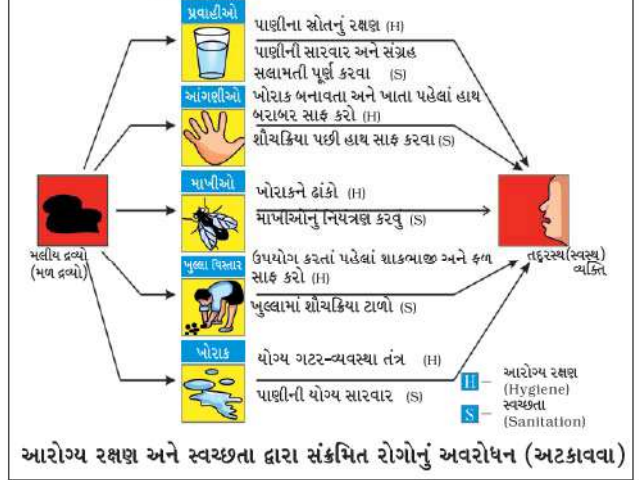 પ્રવાહીઓ
પાણીના સ્રોતનું રક્ષણ (H)
પાણીની સારવાર અને સંગ્રહ
સલામતી પૂર્ણ કરવા (S)
આંગણીઓ
ખોરાક બનાવતા અને ખાતા પહેલાં હાથ
બરાબર સાફ કરો (H)
શૌચક્રિયા પછી હાથ સાફ કરવા (S)
માખીઓ
ખોરાકને ઢાંકો (H)
માખીઓનું નિયંત્રણ કરવુ (S)
મલીય દ્રવ્યો
(મળ દ્રવ્યો)
તદ્દુરસ્થ(સ્વસ્થ)
વ્યક્તિ
ખુલ્લા વિસ્તાર
ઉપયોગ કરતાં પહેલાં શાકભાજી અને ફળ
સાફ કરો (H)
ખુલ્લામાં શૌચક્રિયા ટાળો (S)
ખોરાક
યોગ્ય ગટર-વ્યવસ્થા તંત્ર (H)
પાણીની યોગ્ય સારવાર (S)
H – આરોગ્ય રક્ષણ
(Hygiene)
S – સ્વચ્છતા
(Sanitation)
આરોગ્ય રક્ષણ અને સ્વચ્છતા દ્વારા સંક્રમિત રોગોનું અવરોધન (અટકાવવા)